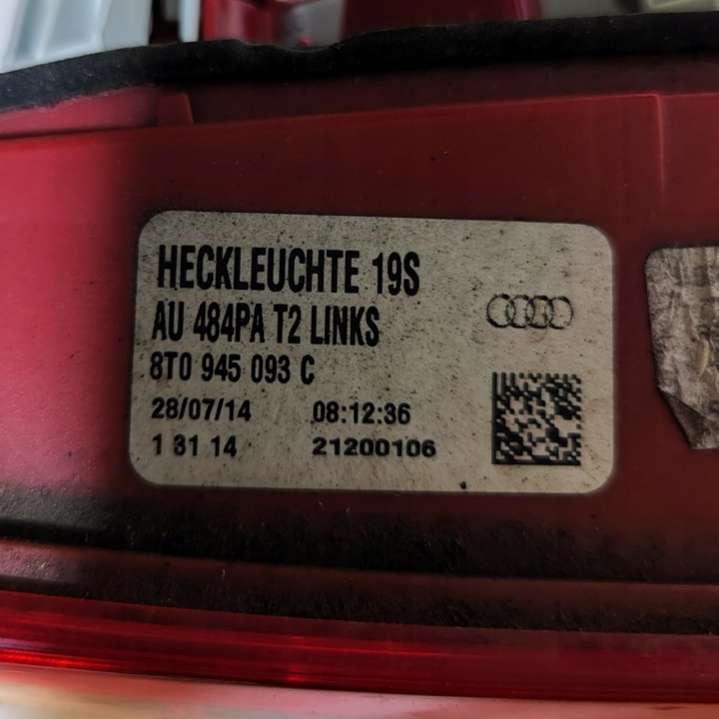 HECKLEUCHTE 19S
AU 484PA T2 LINKS
8T0 945 093 C
28/07/14 08:12:36
1 31 14 21200106